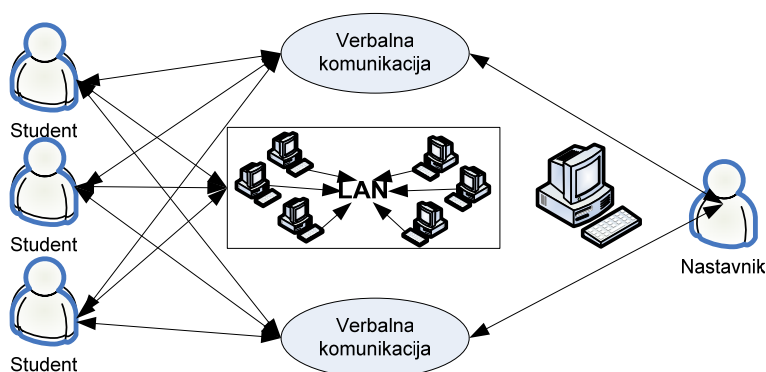 Verbalna
komunikacija
Student
LAN
Student
Nastavnik
Verbalna
komunikacija
Student